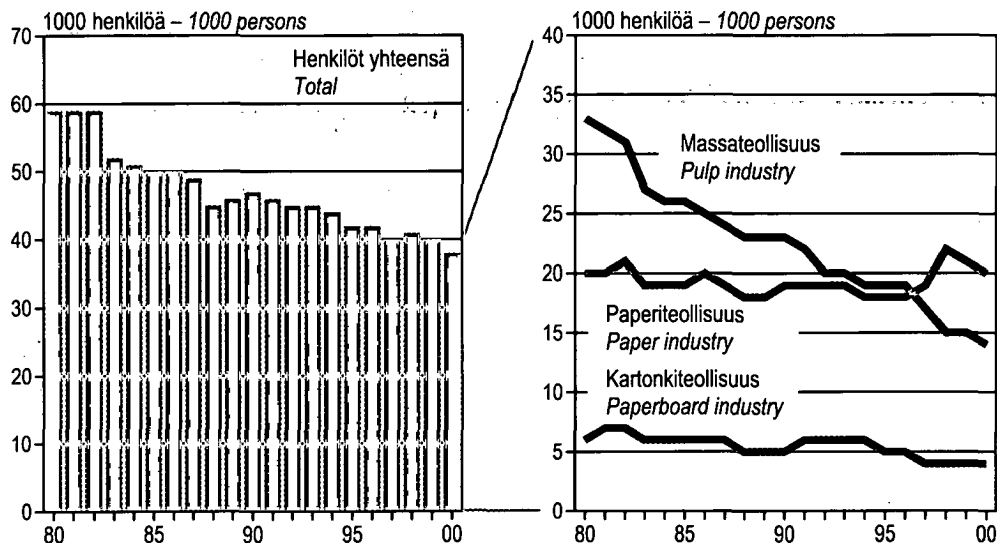 1000 henkilöä – 1000 persons
70
60
50
40
30
20
10
0
80 85 90 95 00
Henkilöt yhteensä
Total
1000 henkilöä – 1000 persons
40
35
30
25
20
15
10
5
0
80 85 90 95 00
Massateollisuus
Pulp industry
Paperiteollisuus
Paper industry
Kartonkiteollisuus
Paperboard industry